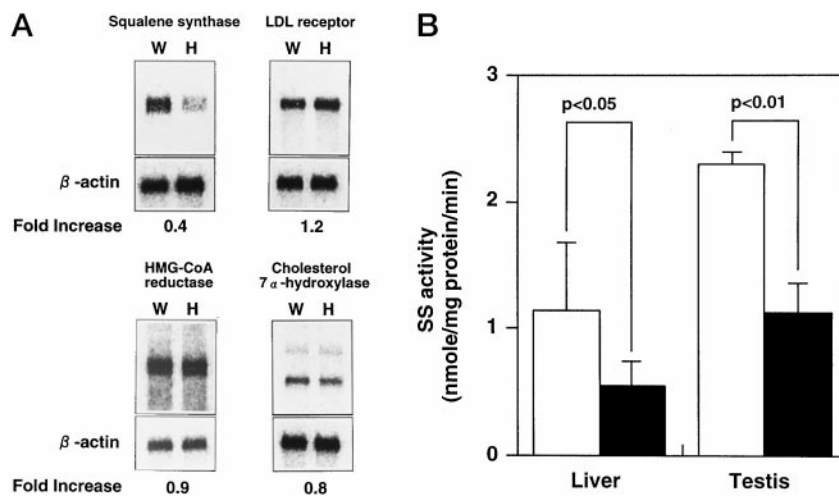 A
Squalene synthase
LDL receptor
W H
W H
β-actin
Fold Increase 0.4 1.2
HMG-CoA
reductase
Cholesterol
7α-hydroxylase
W H
W H
β-actin
Fold Increase 0.9 0.8
B
3
2
1
0
SS activity
(nmole/mg protein/min)
p<0.05
p<0.01
Liver
Testis